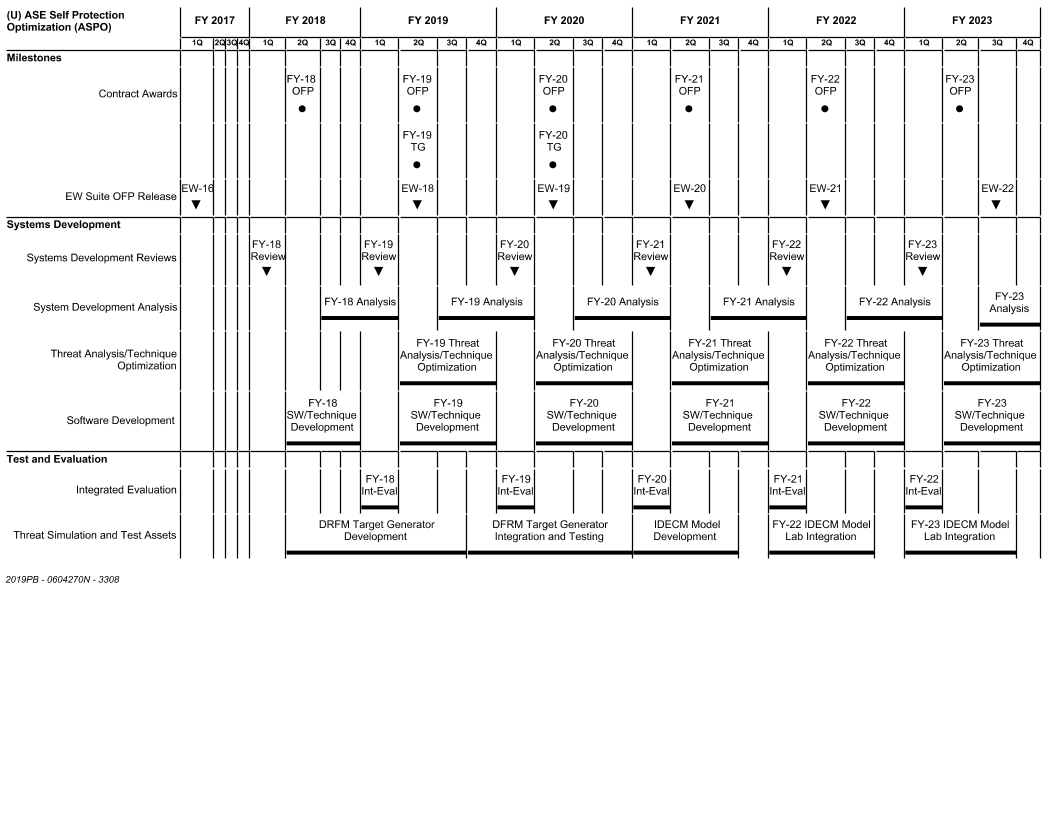 (U) ASE Self Protection
Optimization (ASPO)
FY 2017 FY 2018 FY 2019 FY 2020 FY 2021 FY 2022 FY 2023
1Q 2Q 3Q 4Q 1Q 2Q 3Q 4Q 1Q 2Q 3Q 4Q 1Q 2Q 3Q 4Q 1Q 2Q 3Q 4Q 1Q 2Q 3Q 4Q 1Q 2Q 3Q 4Q
Milestones
Contract Awards
FY-18 FY-19 FY-20 FY-21 FY-22 FY-23
OFP OFP OFP OFP OFP OFP
FY-19 FY-20
TG TG
EW Suite OFP Release
EW-16 EW-18 EW-19 EW-20 EW-21 EW-22
Systems Development
Systems Development Reviews
FY-18 FY-19 FY-20 FY-21 FY-22 FY-23
Review Review Review Review Review Review
System Development Analysis
FY-18 Analysis FY-19 Analysis FY-20 Analysis FY-21 Analysis FY-22 Analysis FY-23
Analysis
Threat Analysis/Technique
Optimization
FY-19 Threat FY-20 Threat FY-21 Threat FY-22 Threat FY-23 Threat
Analysis/Technique Analysis/Technique Analysis/Technique Analysis/Technique Analysis/Technique
Optimization Optimization Optimization Optimization Optimization
Software Development
FY-18 FY-19 FY-20 FY-21 FY-22 FY-23
SW/Technique SW/Technique SW/Technique SW/Technique SW/Technique SW/Technique
Development Development Development Development Development Development
Test and Evaluation
Integrated Evaluation
FY-18 FY-19 FY-20 FY-21 FY-22
Int-Eval Int-Eval Int-Eval Int-Eval Int-Eval
Threat Simulation and Test Assets
DRFM Target Generator DFRM Target Generator IDECM Model FY-22 IDECM Model FY-23 IDECM Model
Development Integration and Testing Development Lab Integration Lab Integration
2019PB - 0604270N - 3308